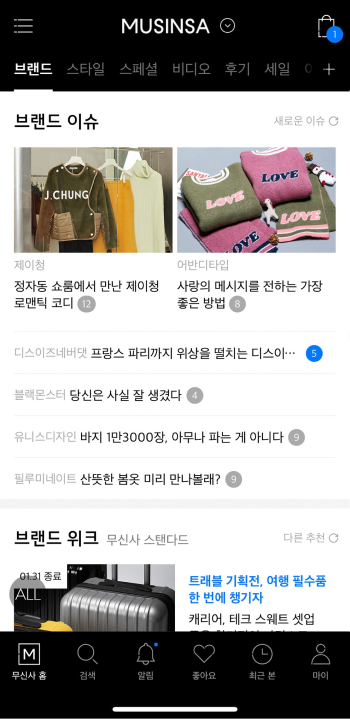 MUSINSA
1
브랜드 스타일 스페셜 비디오 후기 세일
브랜드 이슈
새로운 이슈
J.CHUNG
LOVE
LOVE
LOVE
LOVE
제이청
정자동 쇼룸에서 만난 제이청
로맨틱 코디 12
어반디타입
사랑의 메시지를 전하는 가장
좋은 방법 8
디스이즈네버댓 프랑스 파리까지 위상을 떨치는 디스이… 5
블랙몬스터 당신은 사실 잘 생겼다 4
유니스디자인 바지 1만3000장, 아무나 파는 게 아니다 9
필루미네이트 산뜻한 봄옷 미리 만나볼래? 9
브랜드 위크 무신사 스탠다드
다른 추천
01.31 종료
ALL
트래블 기획전, 여행 필수품
한 번에 챙기자
캐리어, 테크 스웨트 셋업
M
무신사 홈 검색 알림 좋아요 최근 본 마이